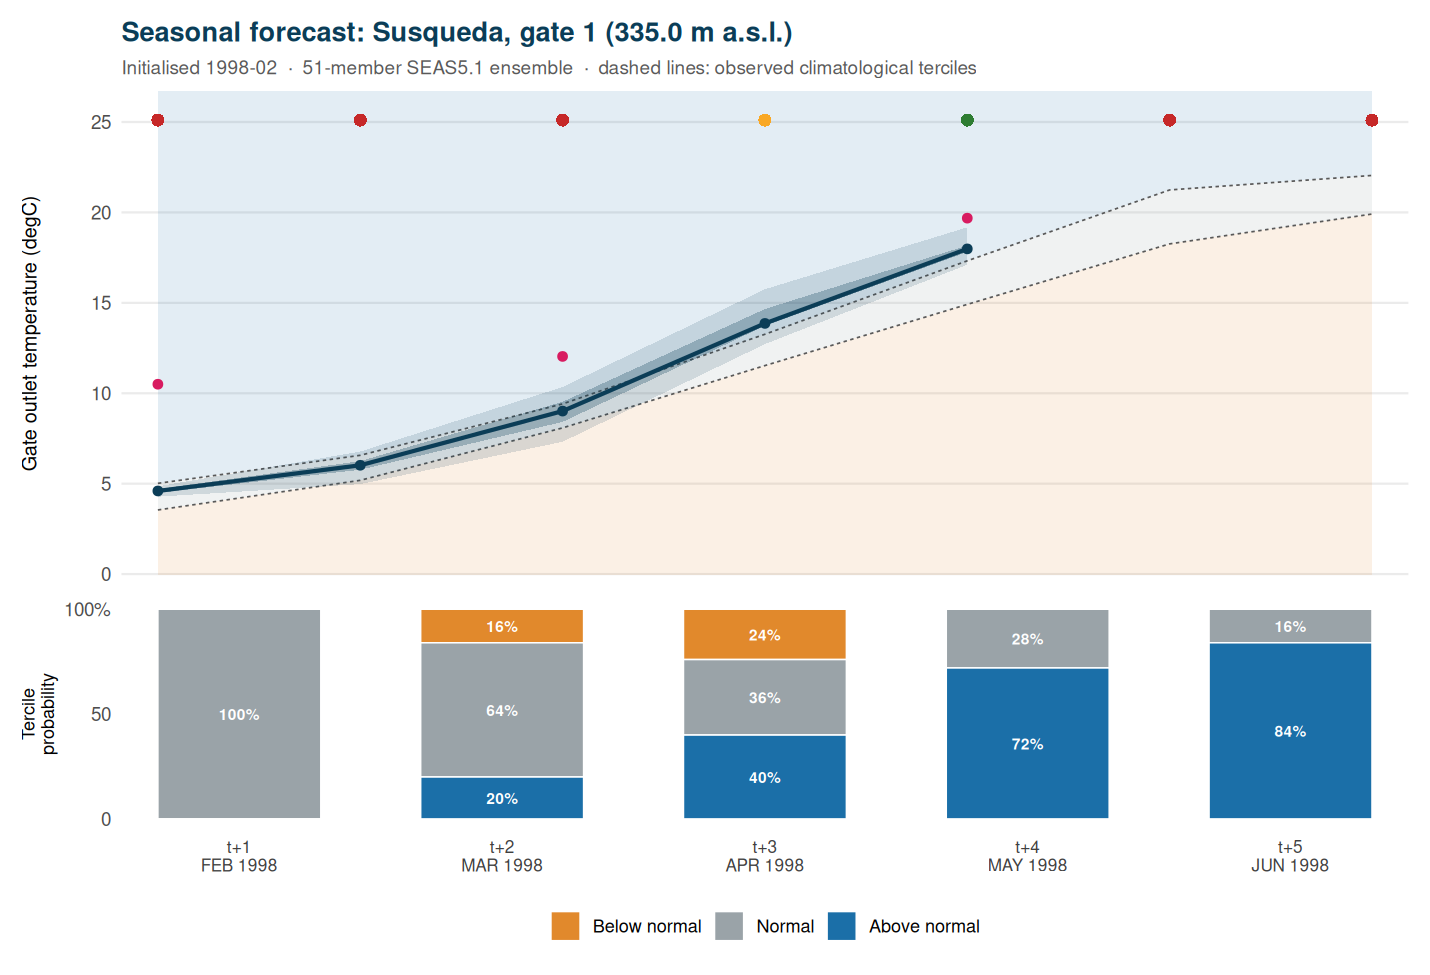 Seasonal forecast: Susqueda, gate 1 (335.0 m a.s.l.)
Initialised 1998-02 · 51-member SEAS5.1 ensemble · dashed lines: observed climatological terciles
Gate outlet temperature (degC)
25
20
15
10
5
0
Tercile
probability
100%
50
0
100%
16%
64%
20%
24%
36%
40%
28%
72%
16%
84%
t+1
FEB 1998
t+2
MAR 1998
t+3
APR 1998
t+4
MAY 1998
t+5
JUN 1998
Below normal
Normal
Above normal